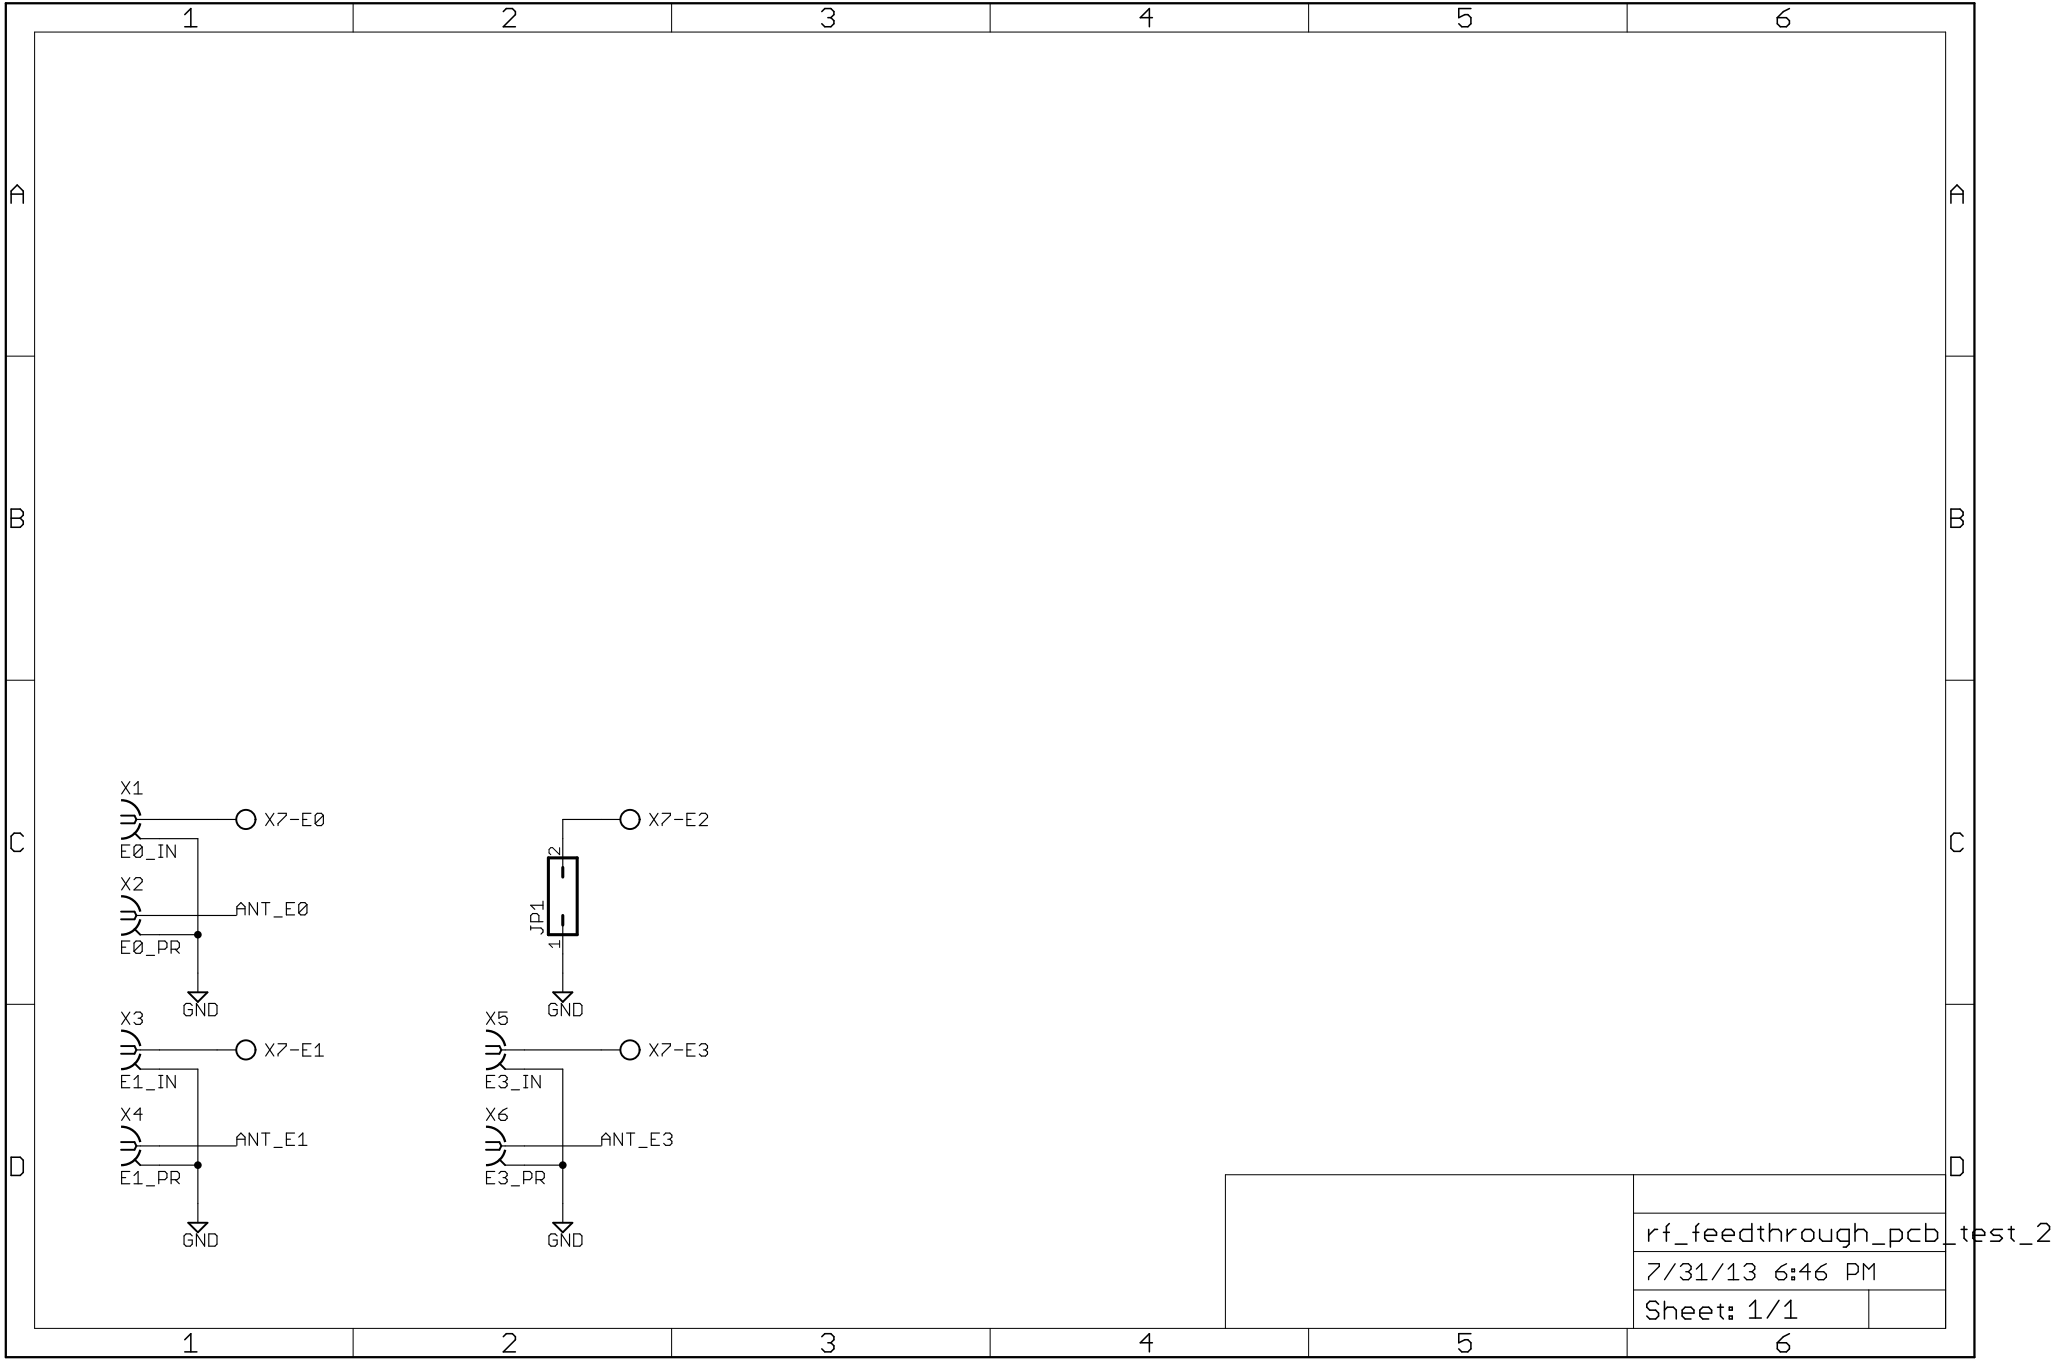 1 2 3 4 5 6
A A
B B
X1
X7-E0
X7-E2
C C
E0_IN
2
X2
ANT_E0
JP1
E0_PR
1
GND GND
X3 X5
X7-E1 X7-E3
E1_IN E3_IN
X4 X6
ANT_E1 ANT_E3
D D
E1_PR E3_PR
GND GND
rf_feedthrough_pcb_test_2
7/31/13 6:46 PM
Sheet: 1/1
1 2 3 4 5 6